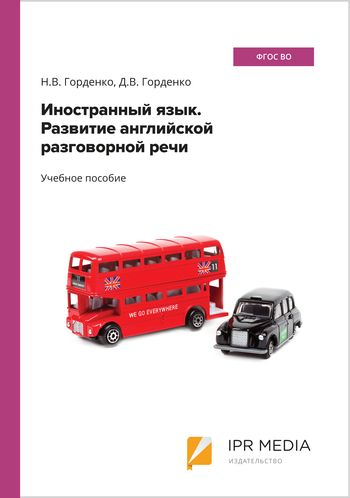 ФГОС ВО
Н.В. Горденко, Д.В. Горденко
Иностранный язык.
Развитие английской
разговорной речи
Учебное пособие
11
WE GO EVERYWHERE
IPR MEDIA
ИЗДАТЕЛЬСТВО